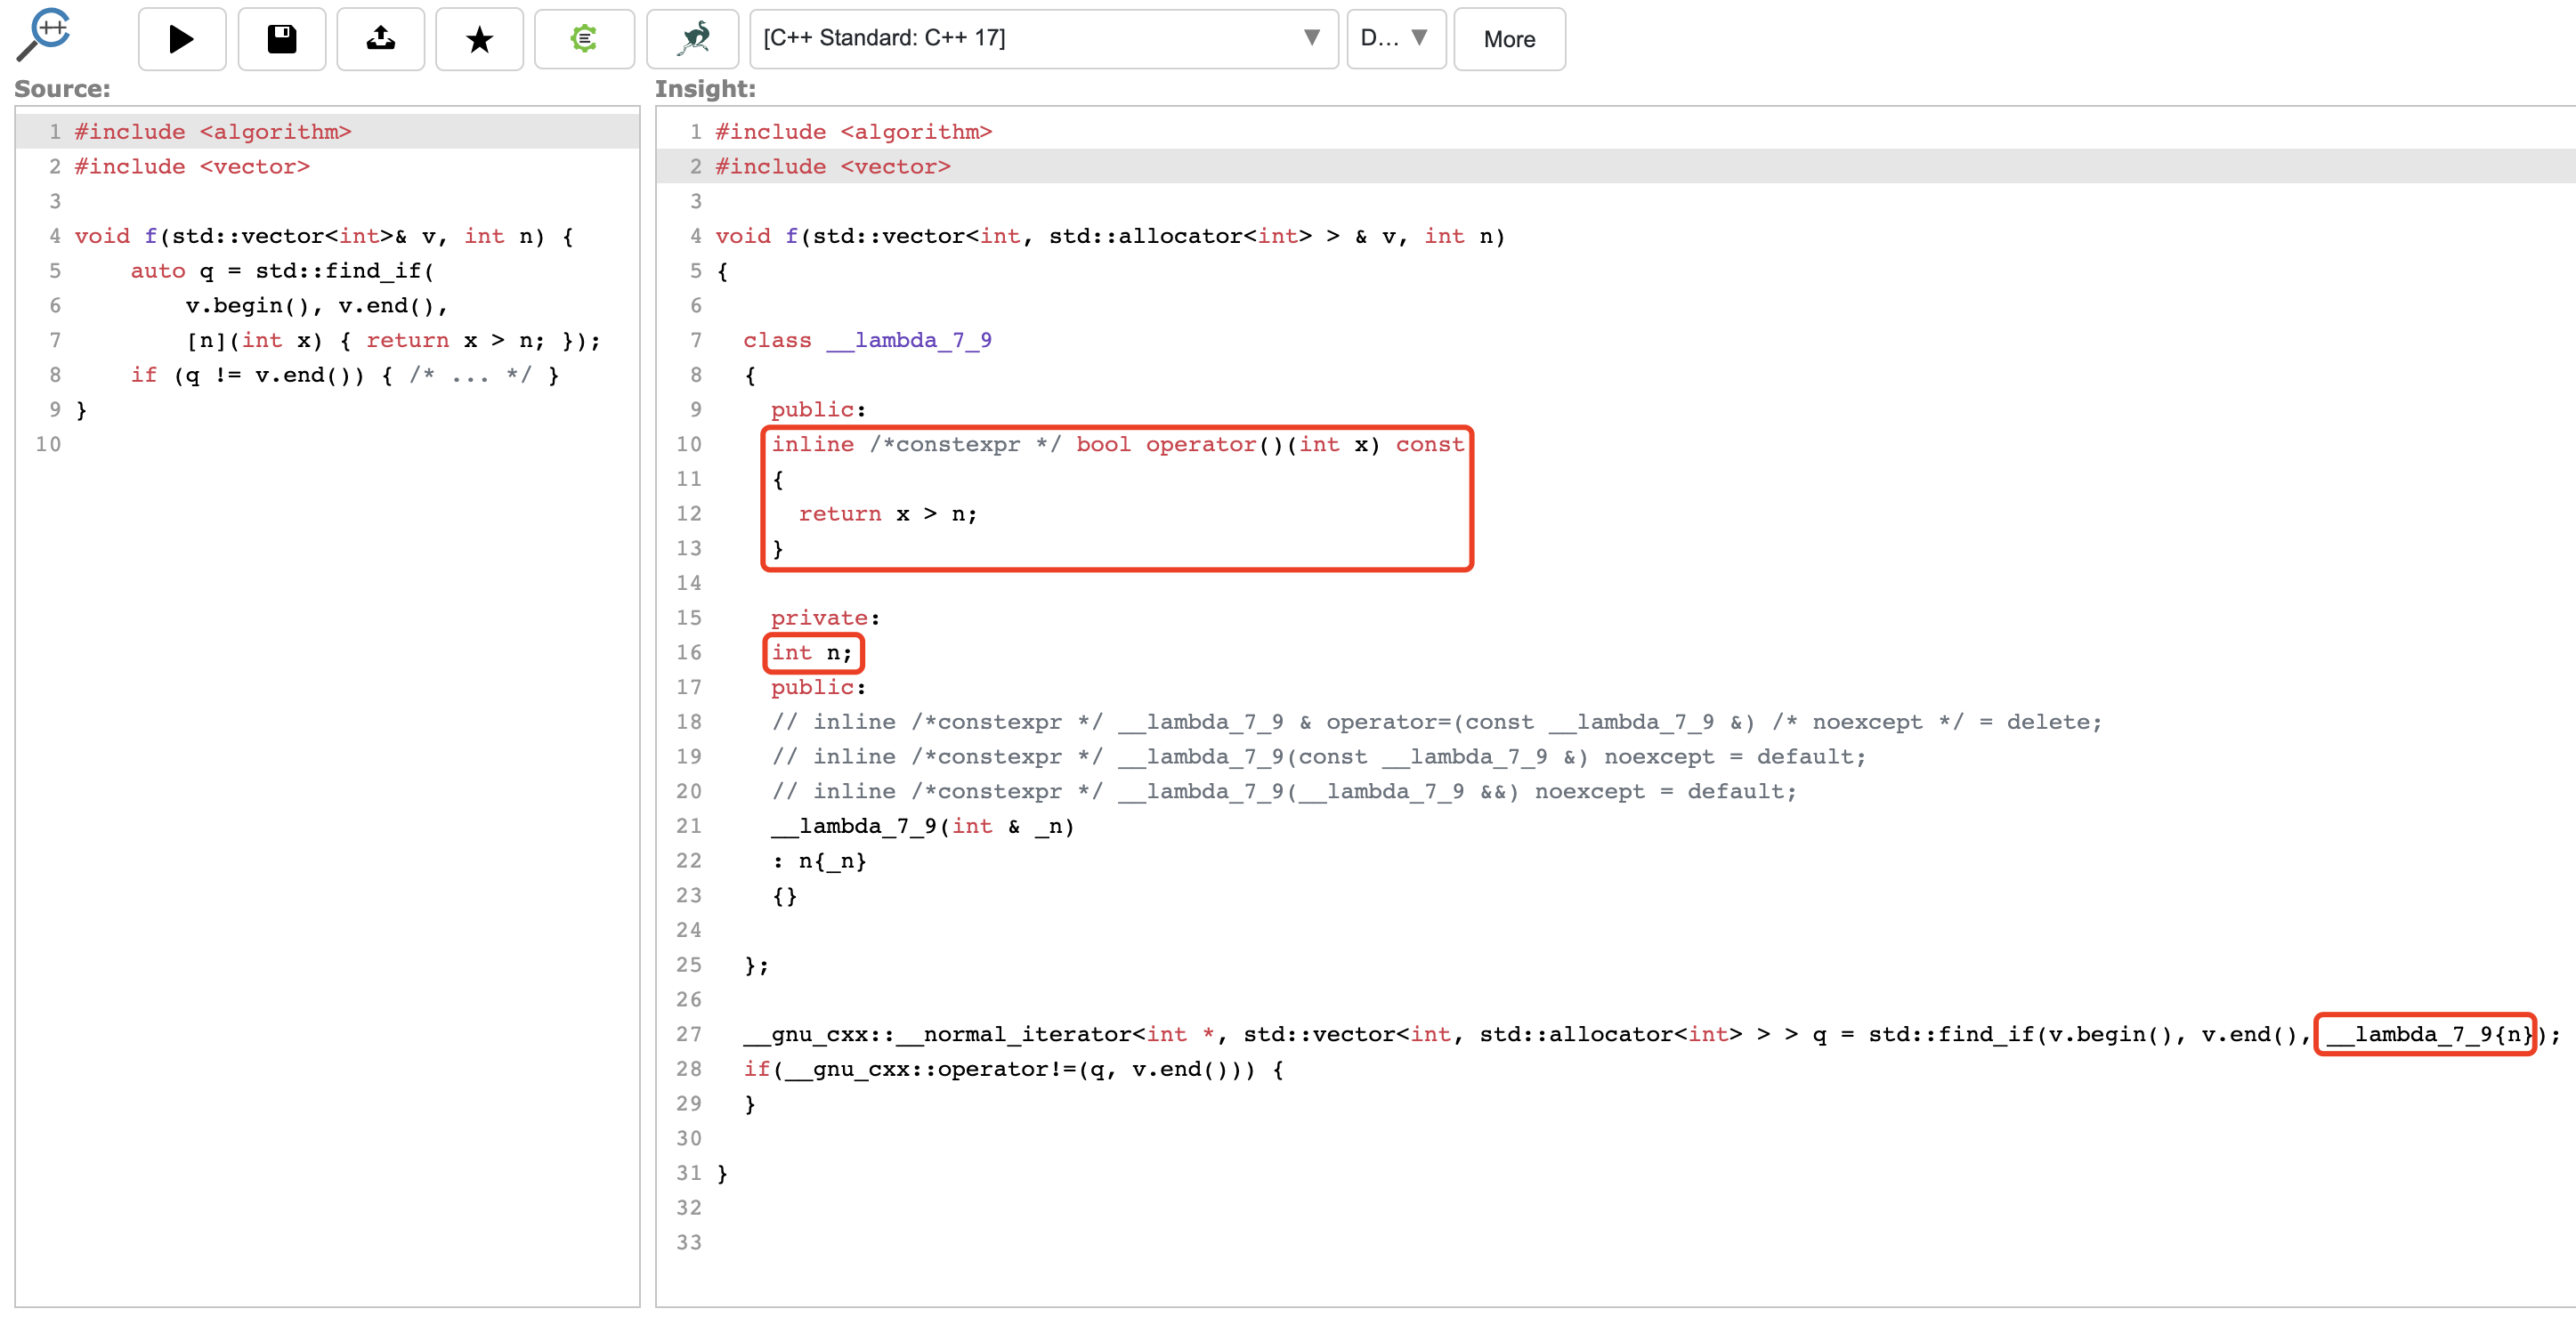 [C++ Standard: C++ 17]
D...
More
Source:
1 #include <algorithm>
2 #include <vector>
3
4 void f(std::vector<int>& v, int n) {
5     auto q = std::find_if(
6         v.begin(), v.end(),
7         [n](int x) { return x > n; });
8     if (q != v.end()) { /* ... */ }
9 }
10
Insight:
1 #include <algorithm>
2 #include <vector>
3
4 void f(std::vector<int, std::allocator<int> > & v, int n)
5 {
6
7   class __lambda_7_9
8   {
9     public:
10     inline /*constexpr */ bool operator()(int x) const
11     {
12       return x > n;
13     }
14
15     private:
16     int n;
17     public:
18     // inline /*constexpr */ __lambda_7_9 & operator=(const __lambda_7_9 &) /* noexcept */ = delete;
19     // inline /*constexpr */ __lambda_7_9(const __lambda_7_9 &) noexcept = default;
20     // inline /*constexpr */ __lambda_7_9(__lambda_7_9 &&) noexcept = default;
21     __lambda_7_9(int & _n)
22     : n{_n}
23     {}
24
25   };
26
27   __gnu_cxx::__normal_iterator<int *, std::vector<int, std::allocator<int> > > q = std::find_if(v.begin(), v.end(), __lambda_7_9{n});
28   if(__gnu_cxx::operator!=(q, v.end())) {
29   }
30
31 }
32
33